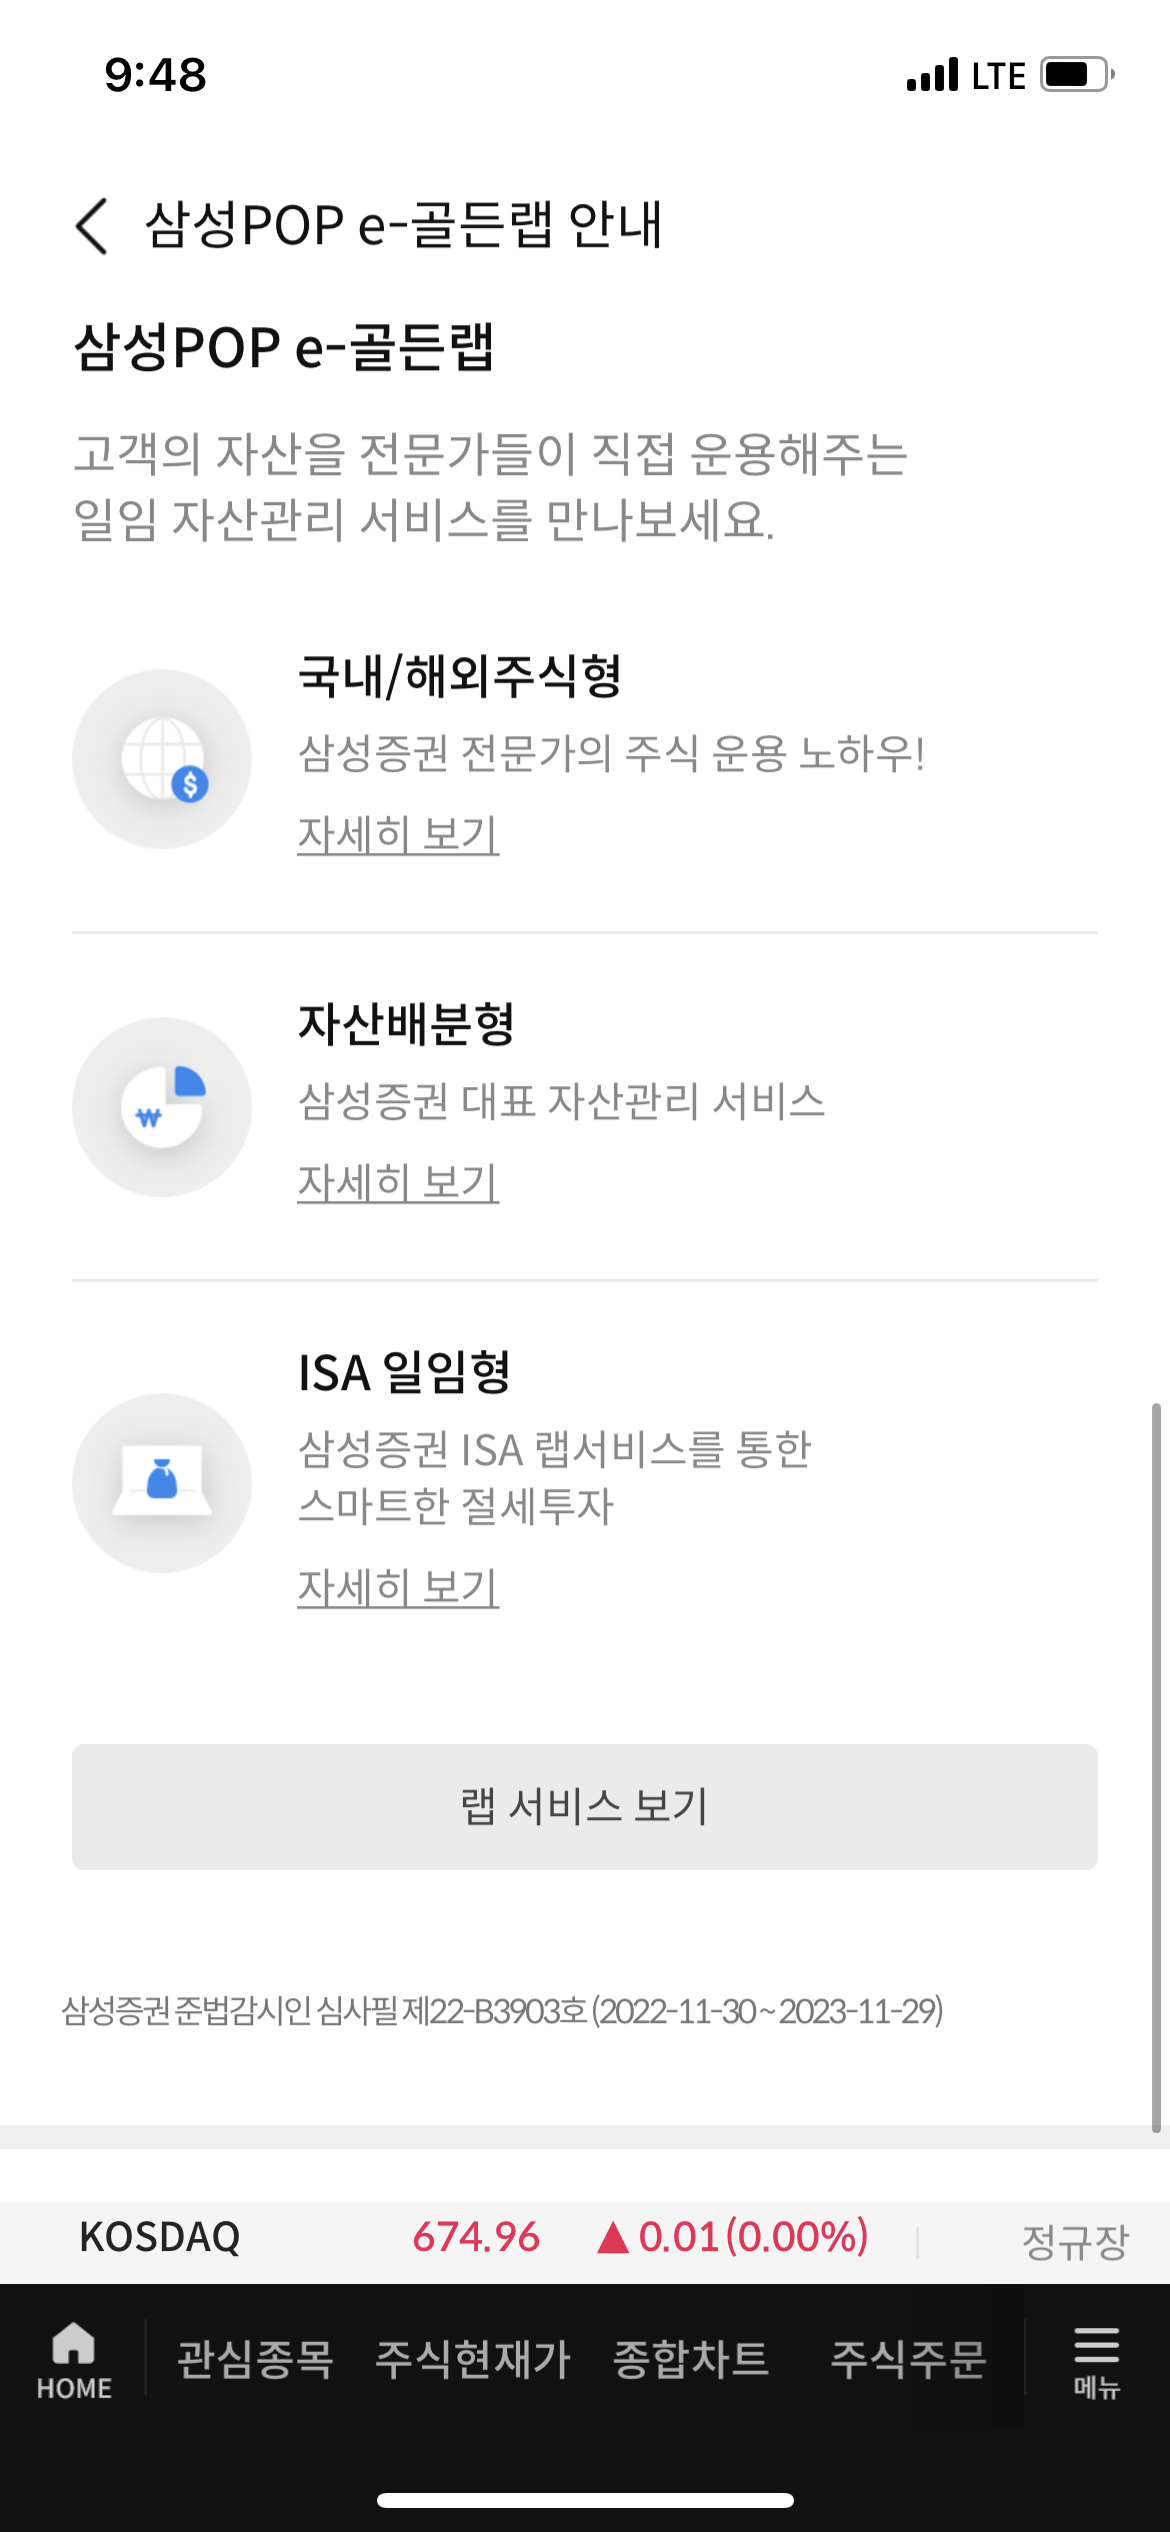 9:48
LTE
삼성POP e-골든랩 안내
삼성POP e-골든랩
고객의 자산을 전문가들이 직접 운용해주는
일임 자산관리 서비스를 만나보세요.
국내/해외주식형
삼성증권 전문가의 주식 운용 노하우!
자세히 보기
$
자산배분형
삼성증권 대표 자산관리 서비스
자세히 보기
₩
ISA 일임형
삼성증권 ISA 랩서비스를 통한
스마트한 절세투자
자세히 보기
랩 서비스 보기
삼성증권 준법감시인 심사필 제22-B3903호 (2022-11-30 ~ 2023-11-29)
KOSDAQ 674.96 ▲ 0.01 (0.00%) 정규장
HOME 관심종목 주식현재가 종합차트 주식주문 메뉴